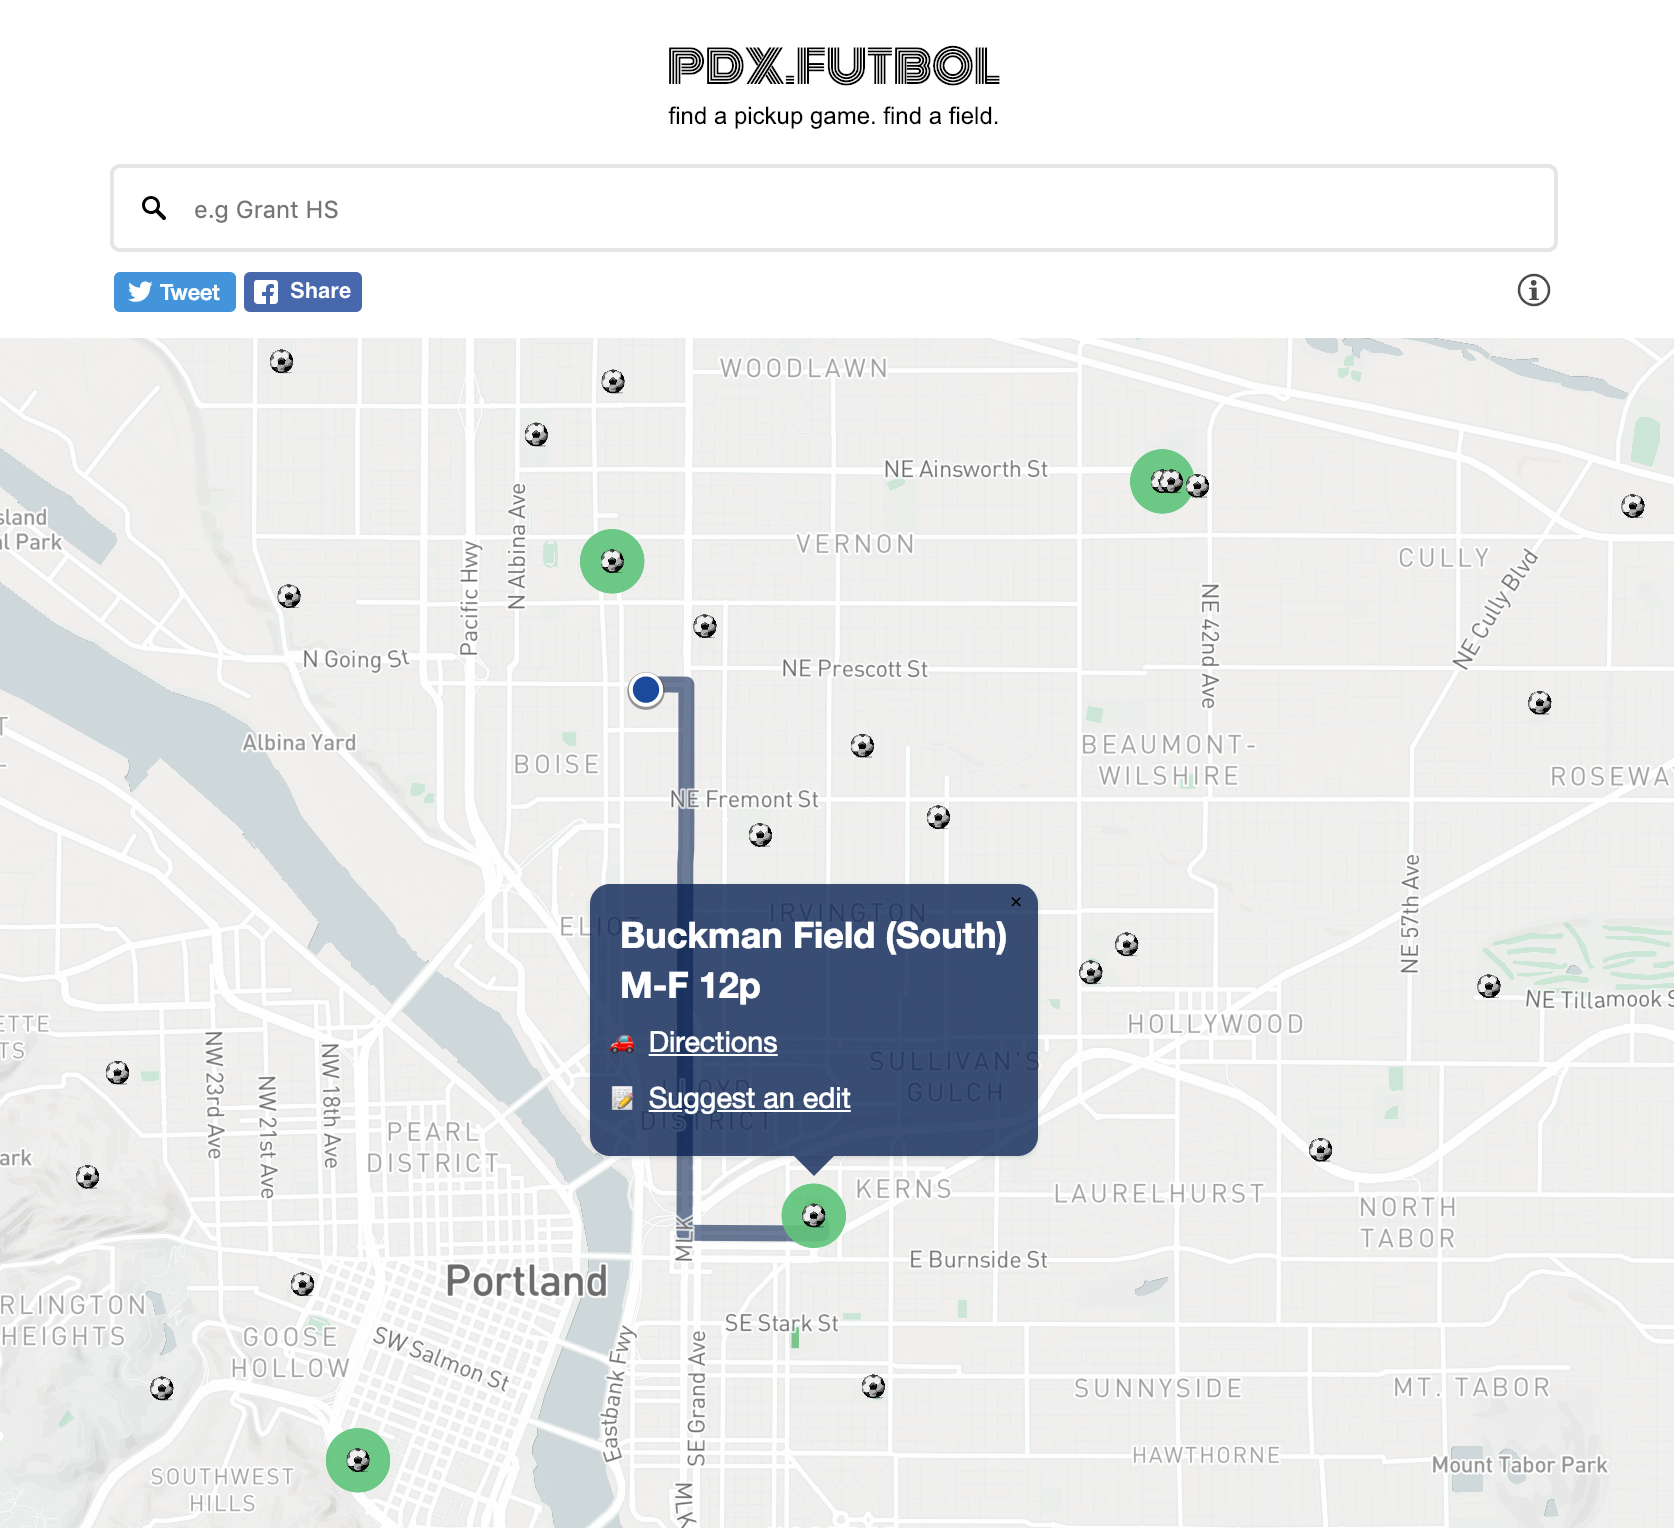 PDX.FUTBOL
find a pickup game. find a field.
e.g Grant HS
Tweet
Share
WOODLAWN
NE Ainsworth St
N Albina Ave
Pacific Hwy
VERNON
CULLY
NE Cully Blvd
NE 42nd Ave
N Going St
NE Prescott St
Albina Yard
BOISE
BEAUMONT-
WILSHIRE
NE Fremont St
NE 57th Ave
ELIOT
IRVINGTON
Buckman Field (South)
M-F 12p
Directions
Suggest an edit
SULLIVAN'S
GULCH
LLOYD
DISTRICT
NE Tillamook S
HOLLYWOOD
NW 23rd Ave
NW 21st Ave
NW 18th Ave
PEARL
DISTRICT
KERNS
LAURELHURST
NORTH
TABOR
MLK
E Burnside St
Portland
SE Stark St
GOOSE
HOLLOW
SW Salmon St
Eastbank Fwy
SE Grand Ave
SUNNYSIDE
MT. TABOR
HAWTHORNE
Mount Tabor Park
SOUTHWEST
HILLS
MLK
sland
l Park
ROSEWA
ETTE
TS
ark
RLINGTON
HEIGHTS